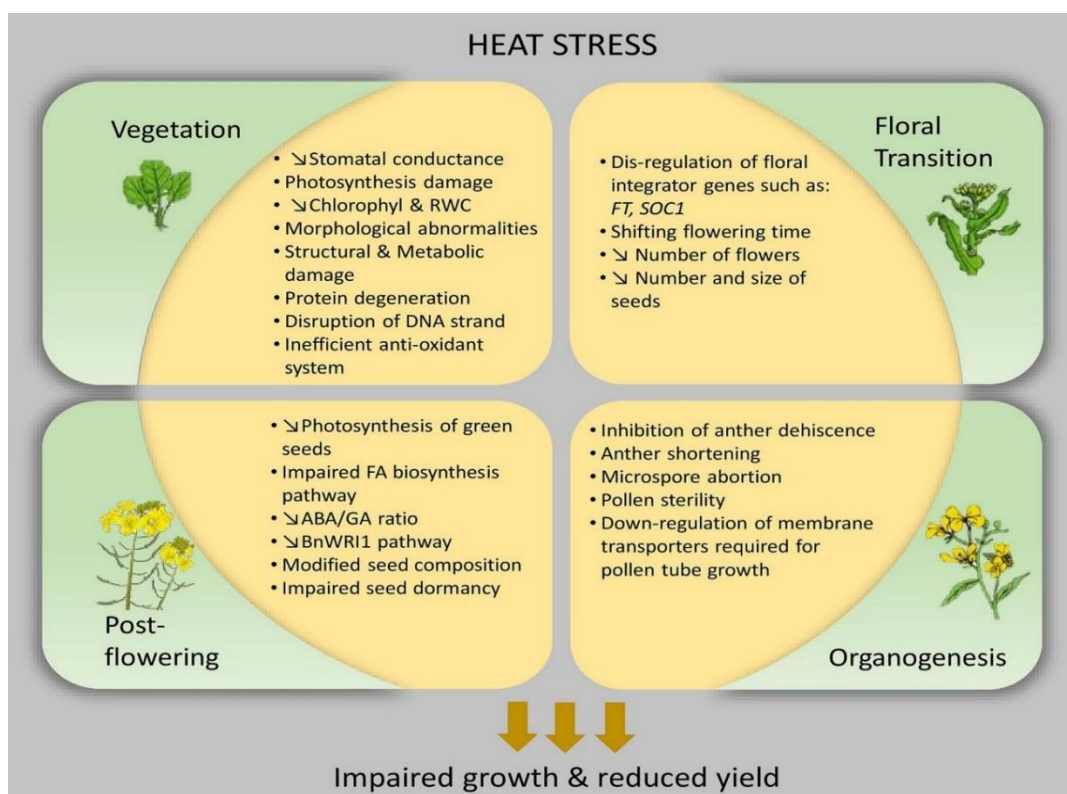 HEAT STRESS
Vegetation
• ↘Stomatal conductance
• Photosynthesis damage
• ↘Chlorophyl & RWC
• Morphological abnormalities
• Structural & Metabolic
damage
• Protein degeneration
• Disruption of DNA strand
• Inefficient anti-oxidant
system
Floral
Transition
• Dis-regulation of floral
integrator genes such as:
FT, SOC1
• Shifting flowering time
• ↘ Number of flowers
• ↘ Number and size of
seeds
• ↘Photosynthesis of green
seeds
• Impaired FA biosynthesis
pathway
• ↘ABA/GA ratio
• ↘BnWRI1 pathway
• Modified seed composition
• Impaired seed dormancy
Post-
flowering
• Inhibition of anther dehiscence
• Anther shortening
• Microspore abortion
• Pollen sterility
• Down-regulation of membrane
transporters required for
pollen tube growth
Organogenesis
Impaired growth & reduced yield